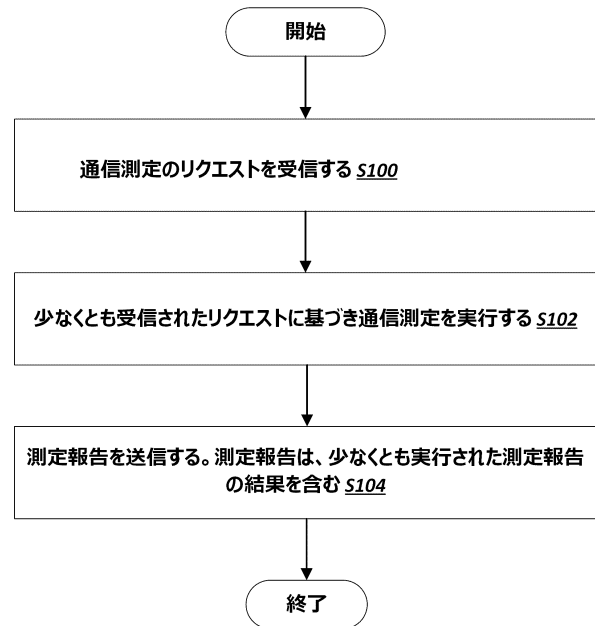 開始
通信測定のリクエストを受信する S100
少なくとも受信されたリクエストに基づき通信測定を実行する S102
測定報告を送信する。測定報告は、少なくとも実行された測定報告
の結果を含む S104
終了